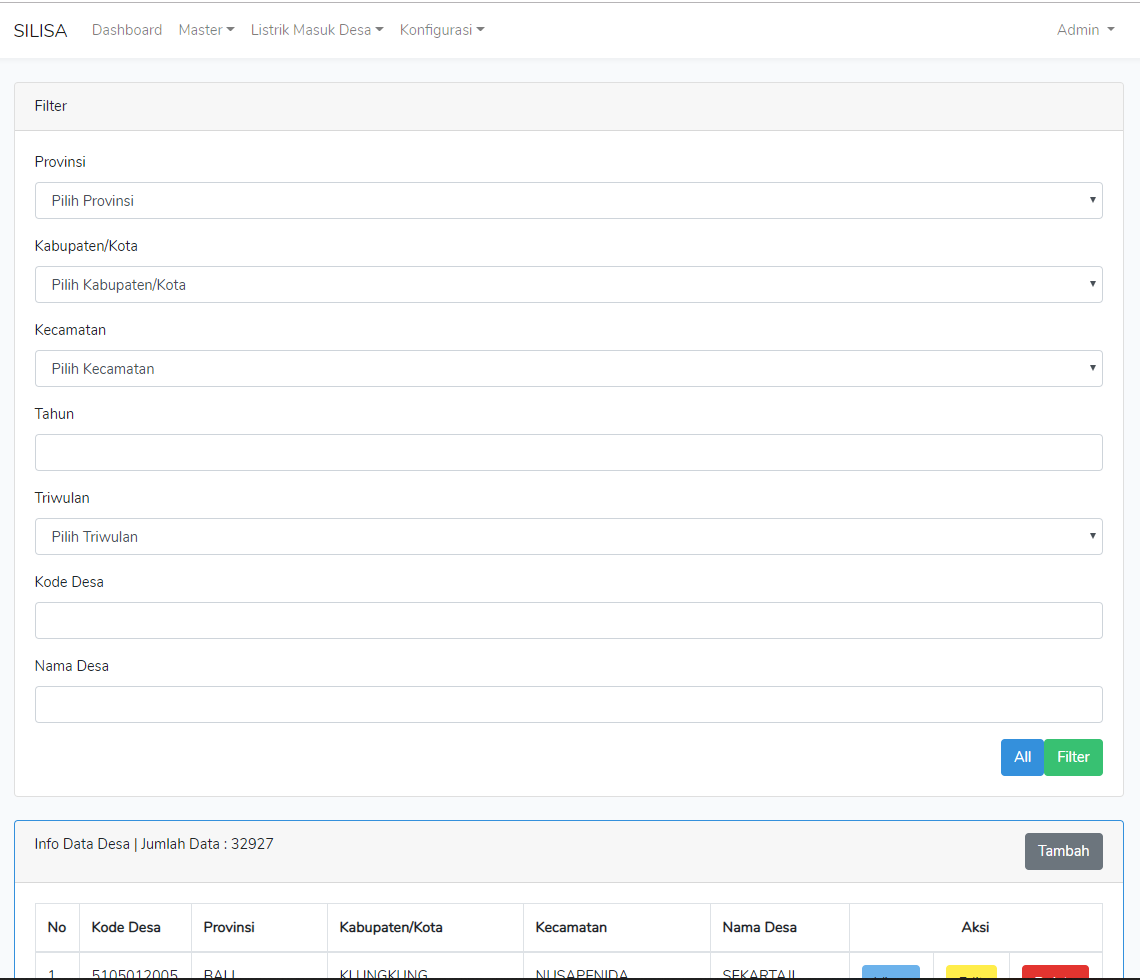 SILISA Dashboard Master Listrik Masuk Desa Konfigurasi Admin
Filter
Provinsi
Pilih Provinsi
Kabupaten/Kota
Pilih Kabupaten/Kota
Kecamatan
Pilih Kecamatan
Tahun
Triwulan
Pilih Triwulan
Kode Desa
Nama Desa
All Filter
Info Data Desa | Jumlah Data : 32927
Tambah
No Kode Desa Provinsi Kabupaten/Kota Kecamatan Nama Desa Aksi
1 5105012005 BALI KLUNGKUNG NUSAPENIDA SEKARTAJI